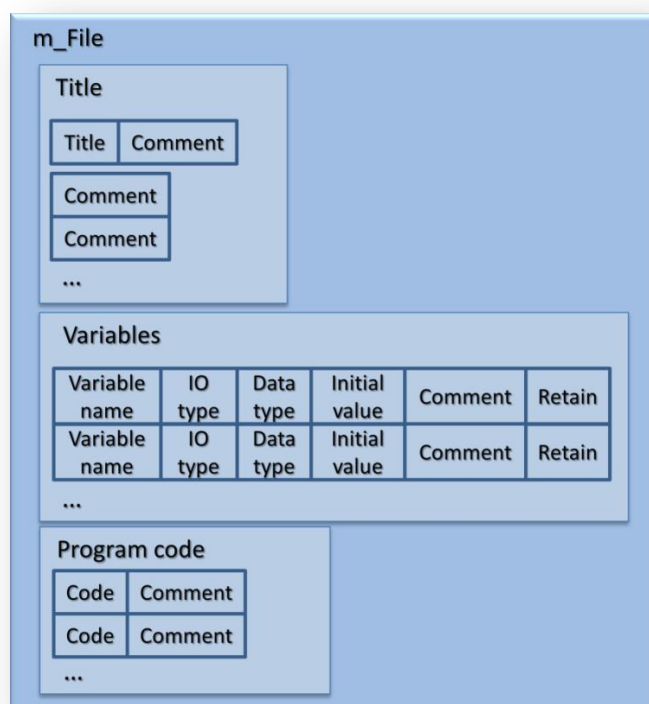 m_File
Title
Title Comment
Comment
Comment
...
Variables
Variable name IO type Data type Initial value Comment Retain
Variable name IO type Data type Initial value Comment Retain
...
Program code
Code Comment
Code Comment
...